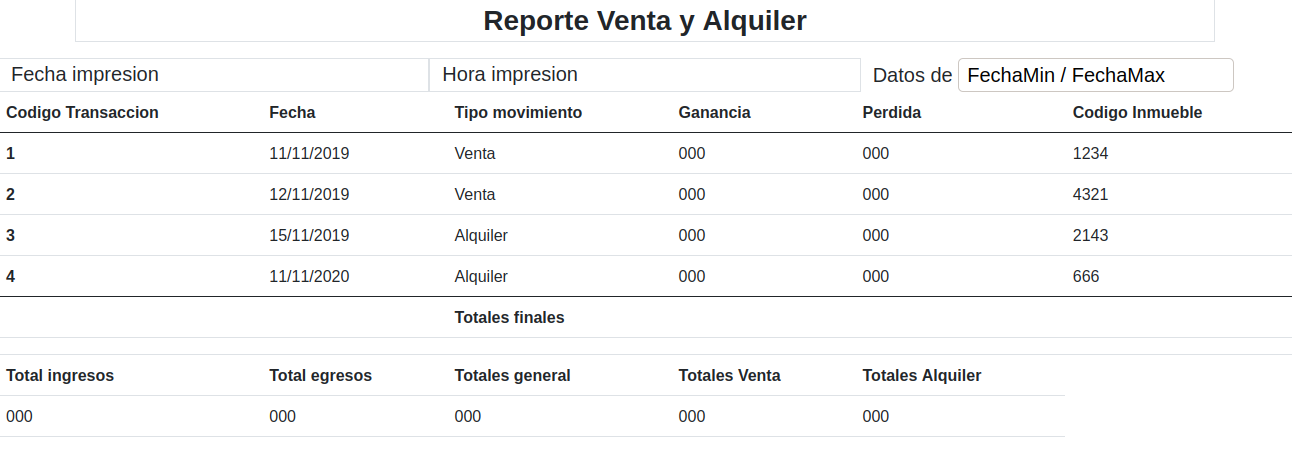 Reporte Venta y Alquiler
Fecha impresion Hora impresion Datos de FechaMin / FechaMax
Codigo Transaccion Fecha Tipo movimiento Ganancia Perdida Codigo Inmueble
1 11/11/2019 Venta 000 000 1234
2 12/11/2019 Venta 000 000 4321
3 15/11/2019 Alquiler 000 000 2143
4 11/11/2020 Alquiler 000 000 666
Totales finales
Total ingresos Total egresos Totales general Totales Venta Totales Alquiler
000 000 000 000 000